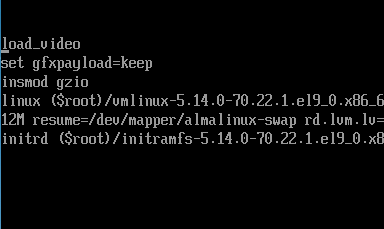 load_video
set gfxpayload=keep
insmod gzio
linux ($root)/vmlinux-5.14.0-70.22.1.el9_0.x86_6
12M resume=/dev/mapper/almalinux-swap rd.lvm.lv=
initrd ($root)/initramfs-5.14.0-70.22.1.el9_0.x8